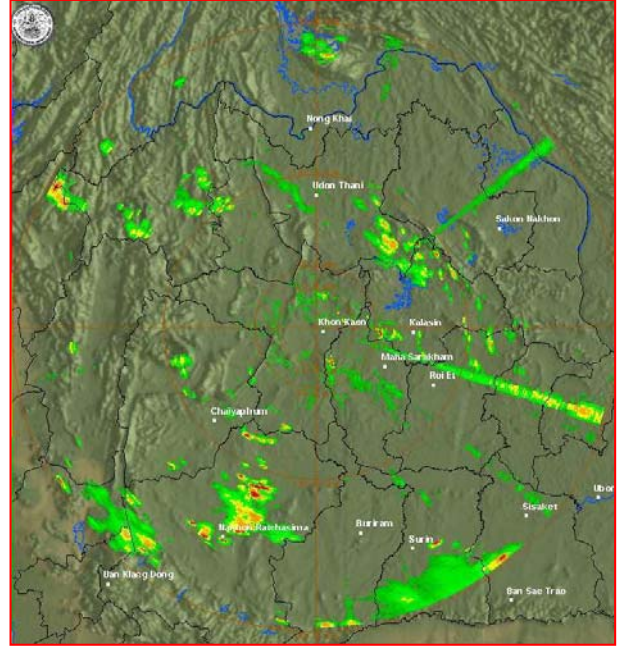 Nong Khai
Udon Thani
Sakon Nakhon
Khon Kaen
Kalasin
Maha Sarakham
Roi Et
Chaiyaphum
Ubon
Sisaket
Buriram
Nakhon Ratchasima
Surin
Ban Klang Dong
Ban Sae Trao